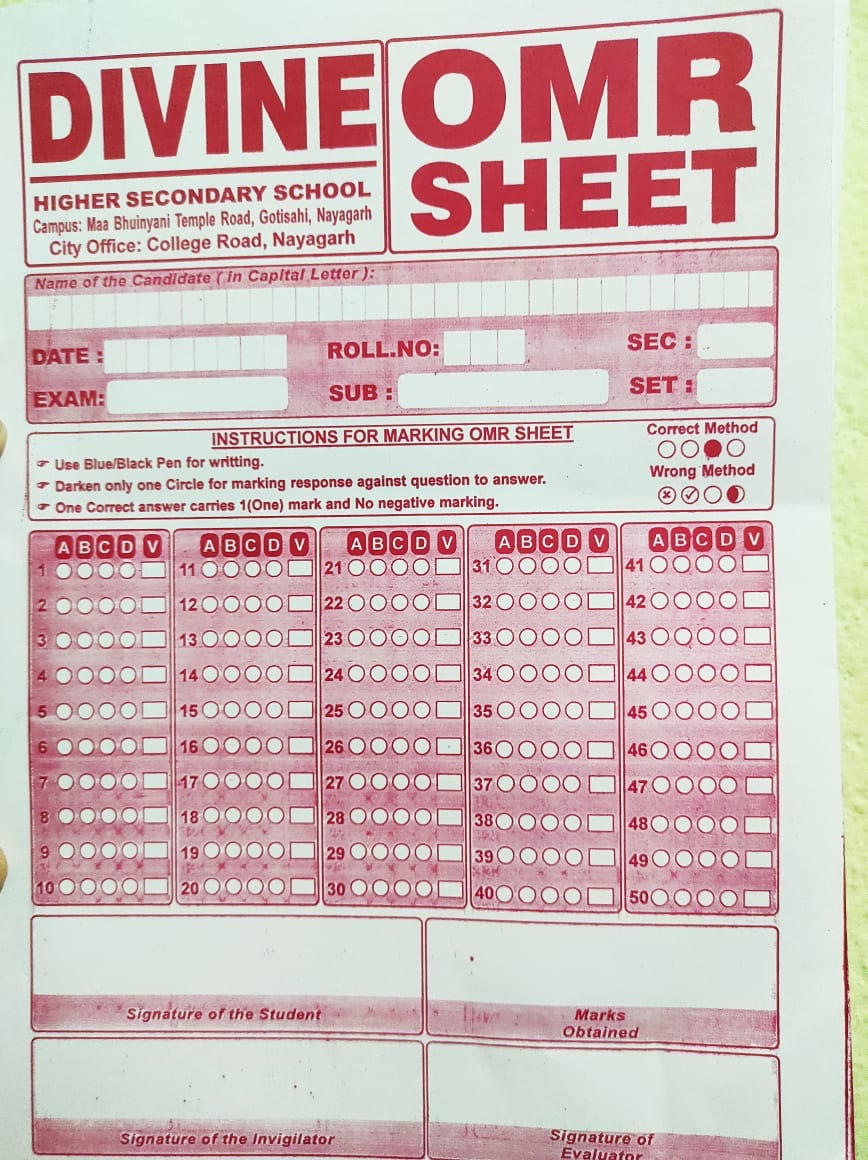 DIVINE
HIGHER SECONDARY SCHOOL
Campus: Maa Bhuinyani Temple Road, Gotisahi, Nayagarh
City Office: College Road, Nayagarh
OMR
SHEET
Name of the Candidate ( in Capital Letter ):
DATE : ROLL.NO: SEC :
EXAM: SUB : SET :
INSTRUCTIONS FOR MARKING OMR SHEET
☞ Use Blue/Black Pen for writting.
☞ Darken only one Circle for marking response against question to answer.
☞ One Correct answer carries 1(One) mark and No negative marking.
Correct Method
Wrong Method
A B C D V A B C D V A B C D V A B C D V A B C D V
1 11 21 31 41
2 12 22 32 42
3 13 23 33 43
4 14 24 34 44
5 15 25 35 45
6 16 26 36 46
7 17 27 37 47
8 18 28 38 48
9 19 29 39 49
10 20 30 40 50
Signature of the Student
Marks
Obtained
Signature of the Invigilator
Signature of
Evaluator